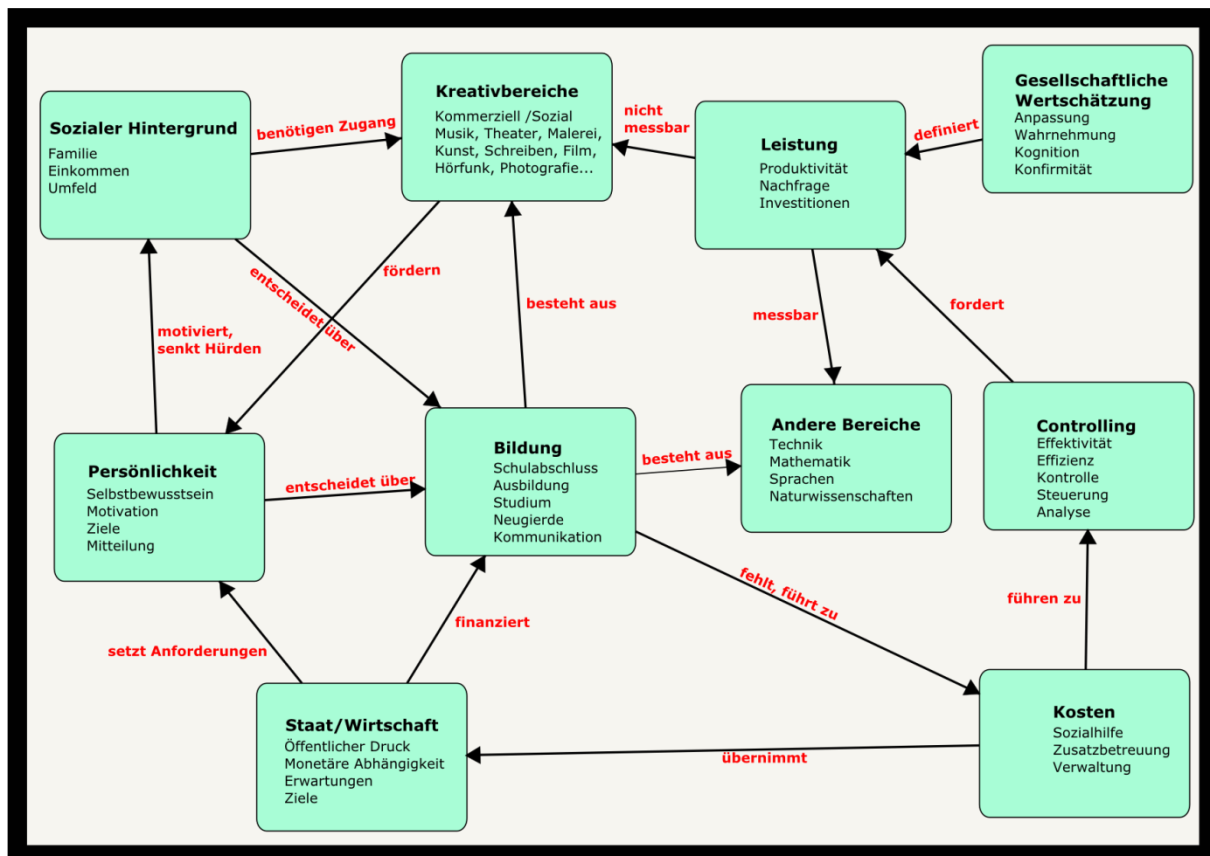 Sozialer Hintergrund
Familie
Einkommen
Umfeld
benötigen Zugang
Kreativbereiche
Kommerziell /Sozial
Musik, Theater, Malerei,
Kunst, Schreiben, Film,
Hörfunk, Photografie...
nicht
messbar
Leistung
Produktivität
Nachfrage
Investitionen
definiert
Gesellschaftliche
Wertschätzung
Anpassung
Wahrnehmung
Kognition
Konfirmität
entscheidet über
fördern
besteht aus
messbar
fordert
motiviert,
senkt Hürden
Persönlichkeit
Selbstbewusstsein
Motivation
Ziele
Mitteilung
entscheidet über
Bildung
Schulabschluss
Ausbildung
Studium
Neugierde
Kommunikation
besteht aus
Andere Bereiche
Technik
Mathematik
Sprachen
Naturwissenschaften
Controlling
Effektivität
Effizienz
Kontrolle
Steuerung
Analyse
setzt Anforderungen
finanziert
fehlt, führt zu
führen zu
Staat/Wirtschaft
Öffentlicher Druck
Monetäre Abhängigkeit
Erwartungen
Ziele
übernimmt
Kosten
Sozialhilfe
Zusatzbetreuung
Verwaltung